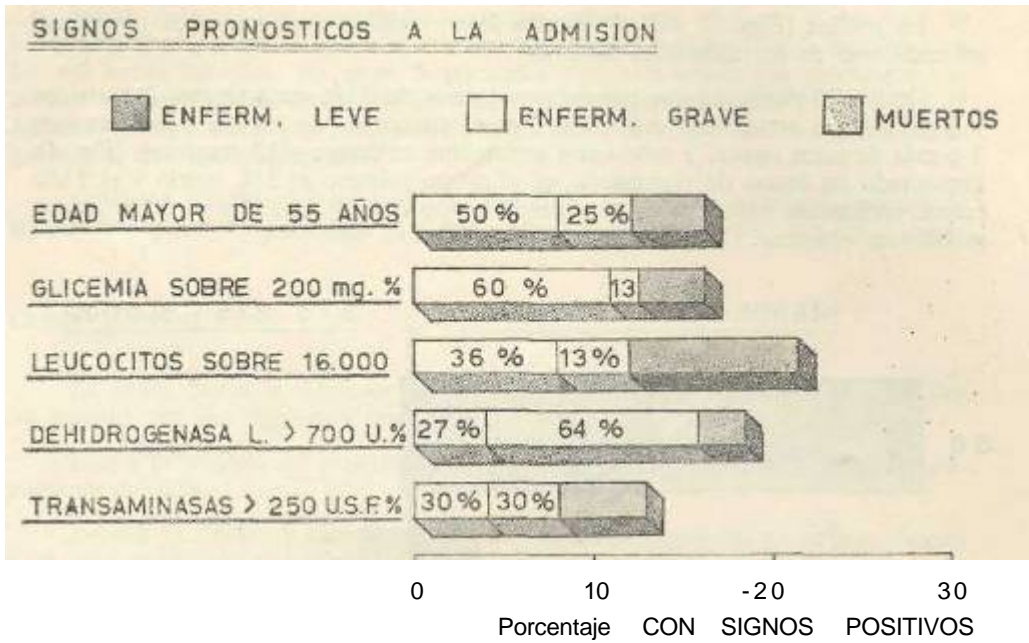 SIGNOS PRONOSTICOS A LA ADMISION
ENFERM. LEVE ENFERM. GRAVE MUERTOS
EDAD MAYOR DE 55 AÑOS 50 % 25 %
GLICEMIA SOBRE 200 mg. % 60 % 13
LEUCOCITOS SOBRE 16.000 36 % 13 %
DEHIDROGENASA L. > 700 U.% 27 % 64 %
TRANSAMINASAS > 250 U.S.F.% 30 % 30 %
0 10 -20 30
Porcentaje CON SIGNOS POSITIVOS